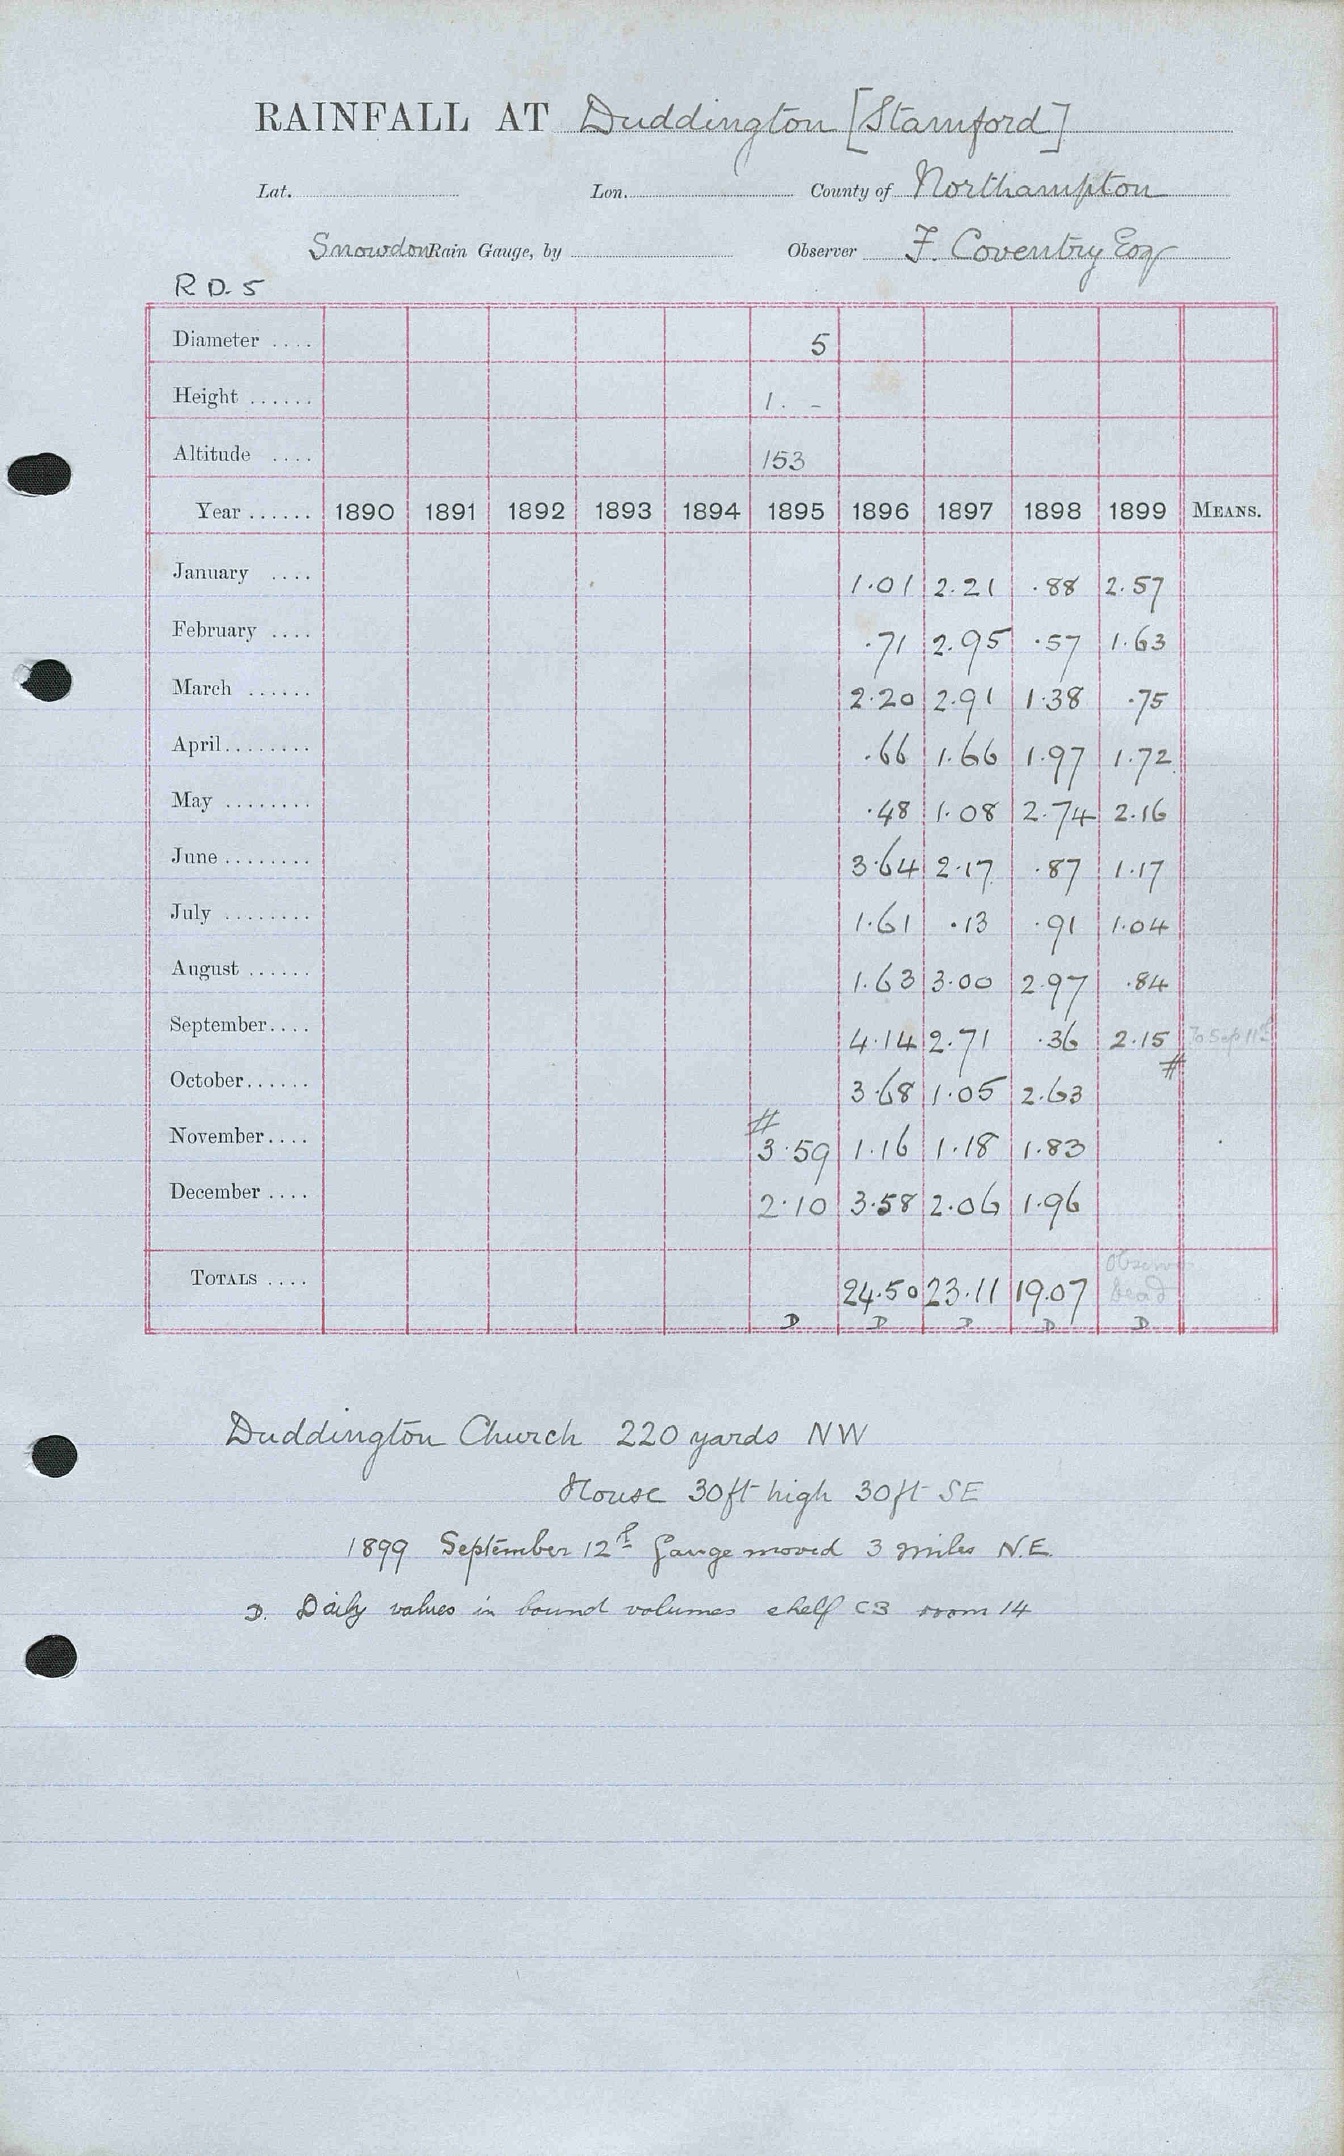 RAINFALL AT Duddington [Stamford]
Lat. Lon. County of Northampton
Snowdon Rain Gauge, by Observer F. Coventry Esq
R D. 5
Diameter .... 5
Height ...... 1. -
Altitude .... 153
Year ...... 1890 1891 1892 1893 1894 1895 1896 1897 1898 1899 MEANS.
January .... 1.01 2.21 .88 2.57
February .... .71 2.95 .57 1.63
March ...... 2.20 2.91 1.38 .75
April ........ .66 1.66 1.97 1.72
May ........ .48 1.08 2.74 2.16
June ........ 3.64 2.17 .87 1.17
July ........ 1.61 .13 .91 1.04
August ...... 1.63 3.00 2.97 .84
September .... 4.14 2.71 .36 2.15 To Sep 11th
#
October ...... 3.68 1.05 2.63
#
November .... 3.59 1.16 1.18 1.83
December .... 2.10 3.58 2.06 1.96
TOTALS .... 24.50 23.11 19.07 Observer Dead
D D D D D
Duddington Church 220 yards NW
House 30ft high 30ft SE
1899 September 12th Gauge moved 3 miles N.E.
D. Daily values in bound volumes shelf C3 room 14